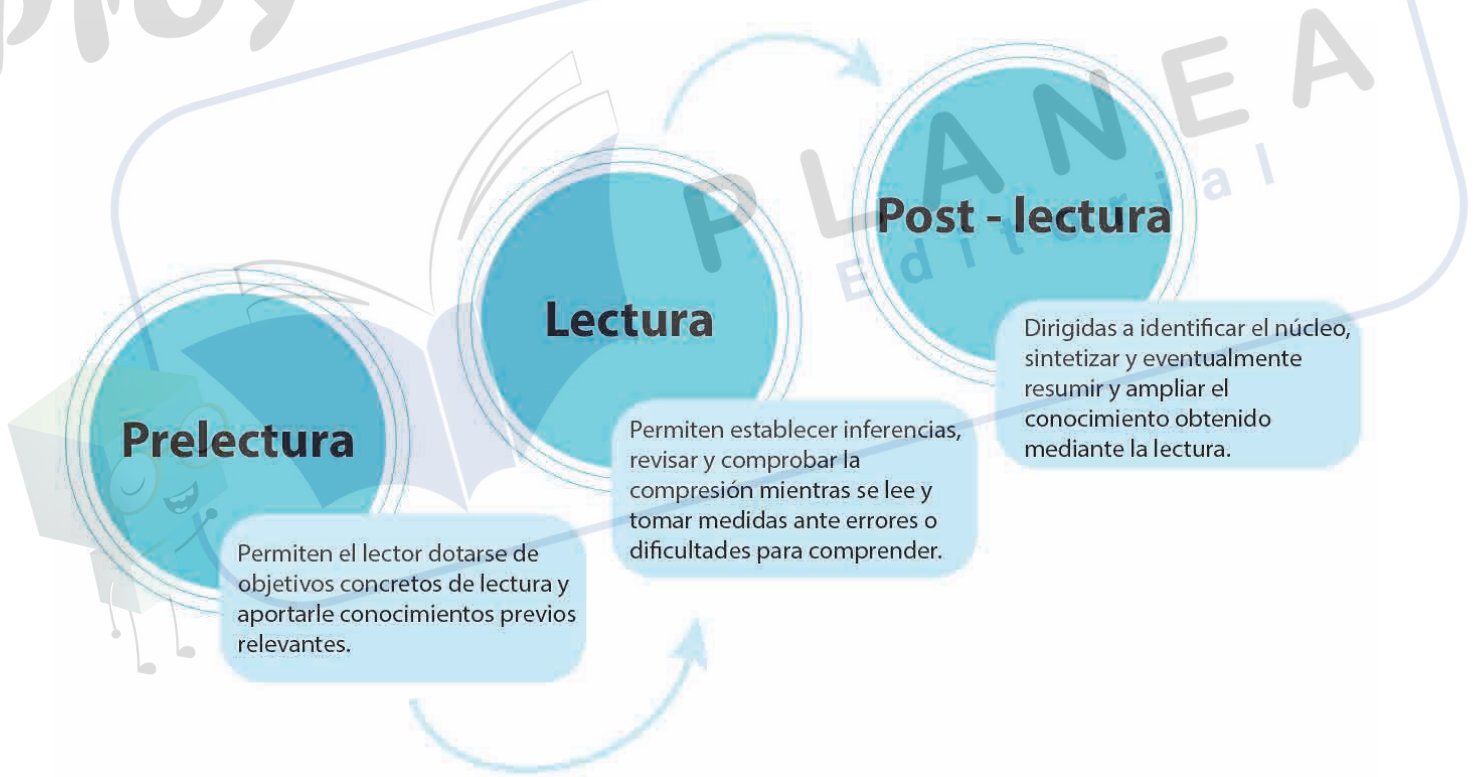 Prelectura
Permiten el lector dotarse de
objetivos concretos de lectura y
aportarle conocimientos previos
relevantes.
Lectura
Permiten establecer inferencias,
revisar y comprobar la
compresión mientras se lee y
tomar medidas ante errores o
dificultades para comprender.
Post - lectura
Dirigidas a identificar el núcleo,
sintetizar y eventualmente
resumir y ampliar el
conocimiento obtenido
mediante la lectura.
PLANEA
Editorial